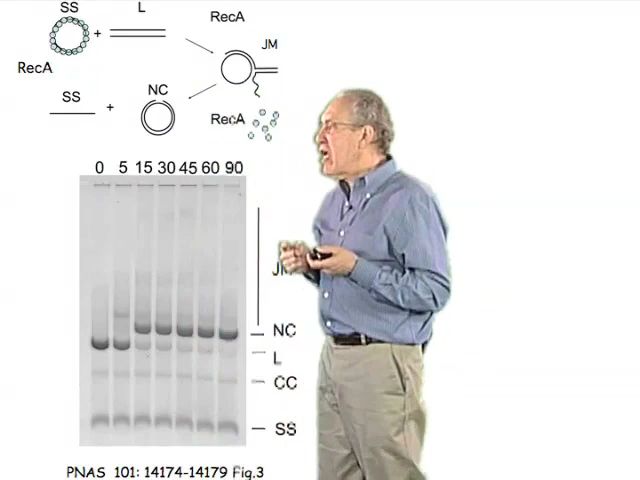 SS + L
RecA
RecA
JM
SS + NC
RecA
0 5 15 30 45 60 90
JM
NC
L
CC
SS
PNAS 101: 14174-14179 Fig.3